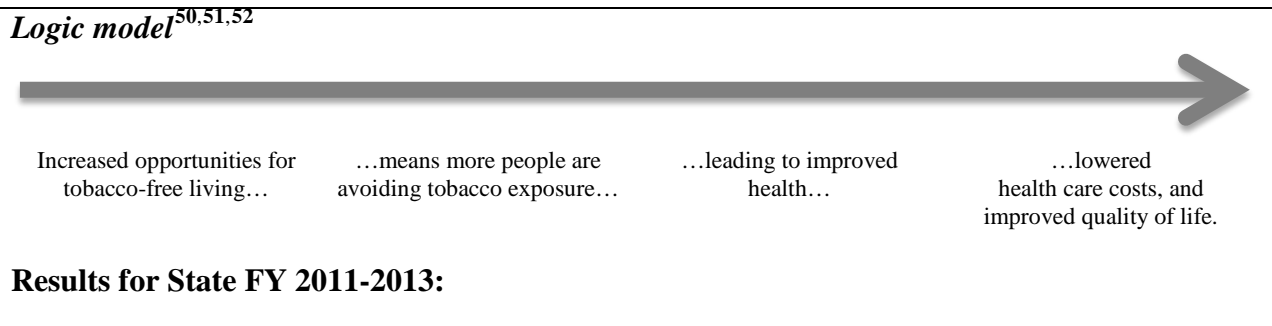 Logic model50,51,52
Increased opportunities for
tobacco-free living…
…means more people are
avoiding tobacco exposure…
…leading to improved
health…
…lowered
health care costs, and
improved quality of life.
Results for State FY 2011-2013: